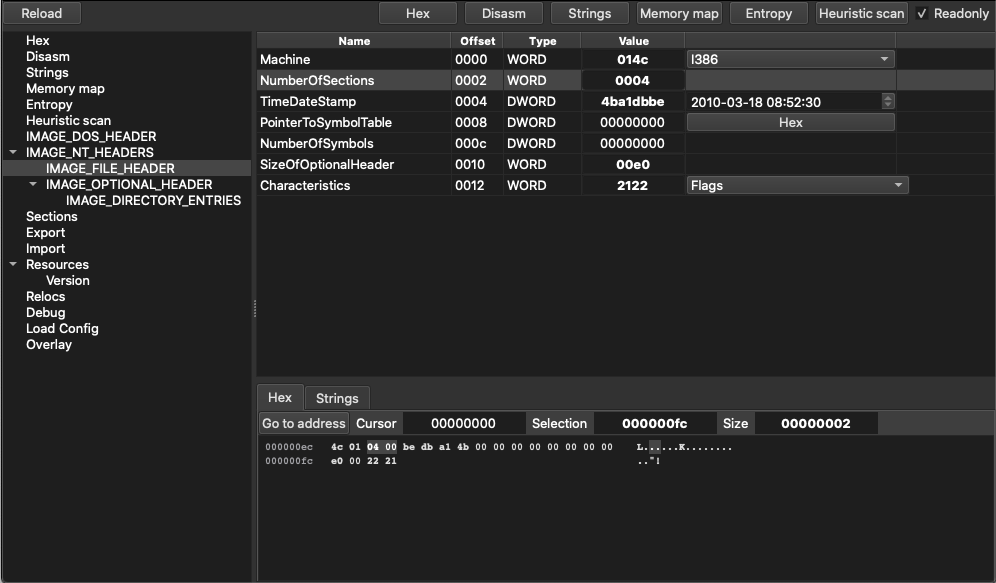 Reload Hex Disasm Strings Memory map Entropy Heuristic scan Readonly
Hex
Disasm
Strings
Memory map
Entropy
Heuristic scan
IMAGE_DOS_HEADER
IMAGE_NT_HEADERS
IMAGE_FILE_HEADER
IMAGE_OPTIONAL_HEADER
IMAGE_DIRECTORY_ENTRIES
Sections
Export
Import
Resources
Version
Relocs
Debug
Load Config
Overlay
Name Offset Type Value
Machine 0000 WORD 014c I386
NumberOfSections 0002 WORD 0004
TimeDateStamp 0004 DWORD 4ba1dbbe 2010-03-18 08:52:30
PointerToSymbolTable 0008 DWORD 00000000 Hex
NumberOfSymbols 000c DWORD 00000000
SizeOfOptionalHeader 0010 WORD 00e0
Characteristics 0012 WORD 2122 Flags
Hex Strings
Go to address Cursor 00000000 Selection 000000fc Size 00000002
000000ec 4c 01 04 00 be db a1 4b 00 00 00 00 00 00 00 00 L......K........
000000fc e0 00 22 21 .."!